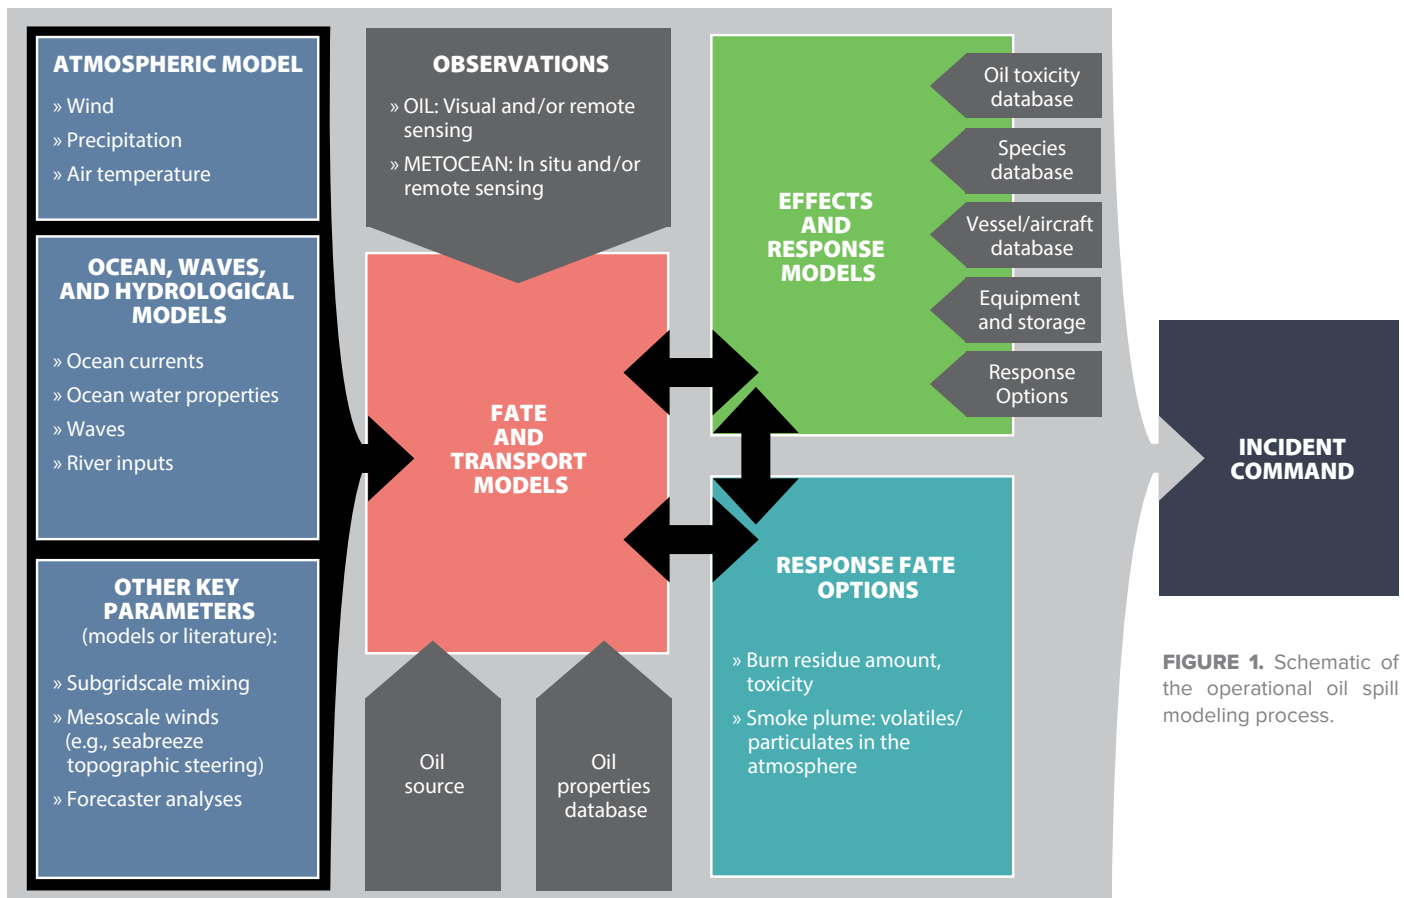 ATMOSPHERIC MODEL
» Wind
» Precipitation
» Air temperature
OCEAN, WAVES,
AND HYDROLOGICAL
MODELS
» Ocean currents
» Ocean water properties
» Waves
» River inputs
OTHER KEY
PARAMETERS
(models or literature):
» Subgridscale mixing
» Mesoscale winds
(e.g., seabreeze
topographic steering)
» Forecaster analyses
OBSERVATIONS
» OIL: Visual and/or remote
sensing
» METOCEAN: In situ and/or
remote sensing
FATE
AND
TRANSPORT
MODELS
Oil
source
Oil
properties
database
EFFECTS
AND
RESPONSE
MODELS
Oil toxicity
database
Species
database
Vessel/aircraft
database
Equipment
and storage
Response
Options
RESPONSE FATE
OPTIONS
» Burn residue amount,
toxicity
» Smoke plume: volatiles/
particulates in the
atmosphere
INCIDENT
COMMAND
FIGURE 1. Schematic of
the operational oil spill
modeling process.